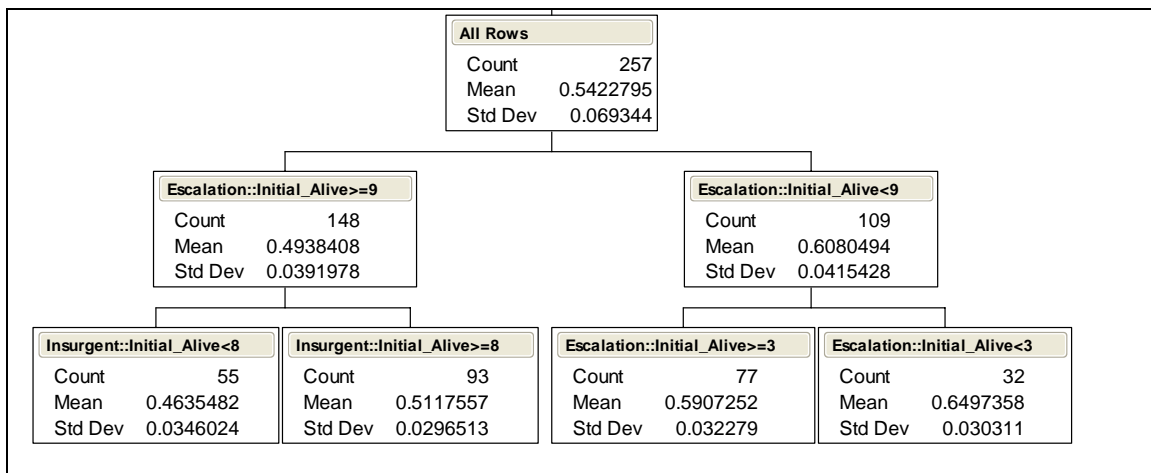 All Rows
Count 257
Mean 0.5422795
Std Dev 0.069344
Escalation::Initial_Alive>=9
Count 148
Mean 0.4938408
Std Dev 0.0391978
Escalation::Initial_Alive<9
Count 109
Mean 0.6080494
Std Dev 0.0415428
Insurgent::Initial_Alive<8
Count 55
Mean 0.4635482
Std Dev 0.0346024
Insurgent::Initial_Alive>=8
Count 93
Mean 0.5117557
Std Dev 0.0296513
Escalation::Initial_Alive>=3
Count 77
Mean 0.5907252
Std Dev 0.032279
Escalation::Initial_Alive<3
Count 32
Mean 0.6497358
Std Dev 0.030311